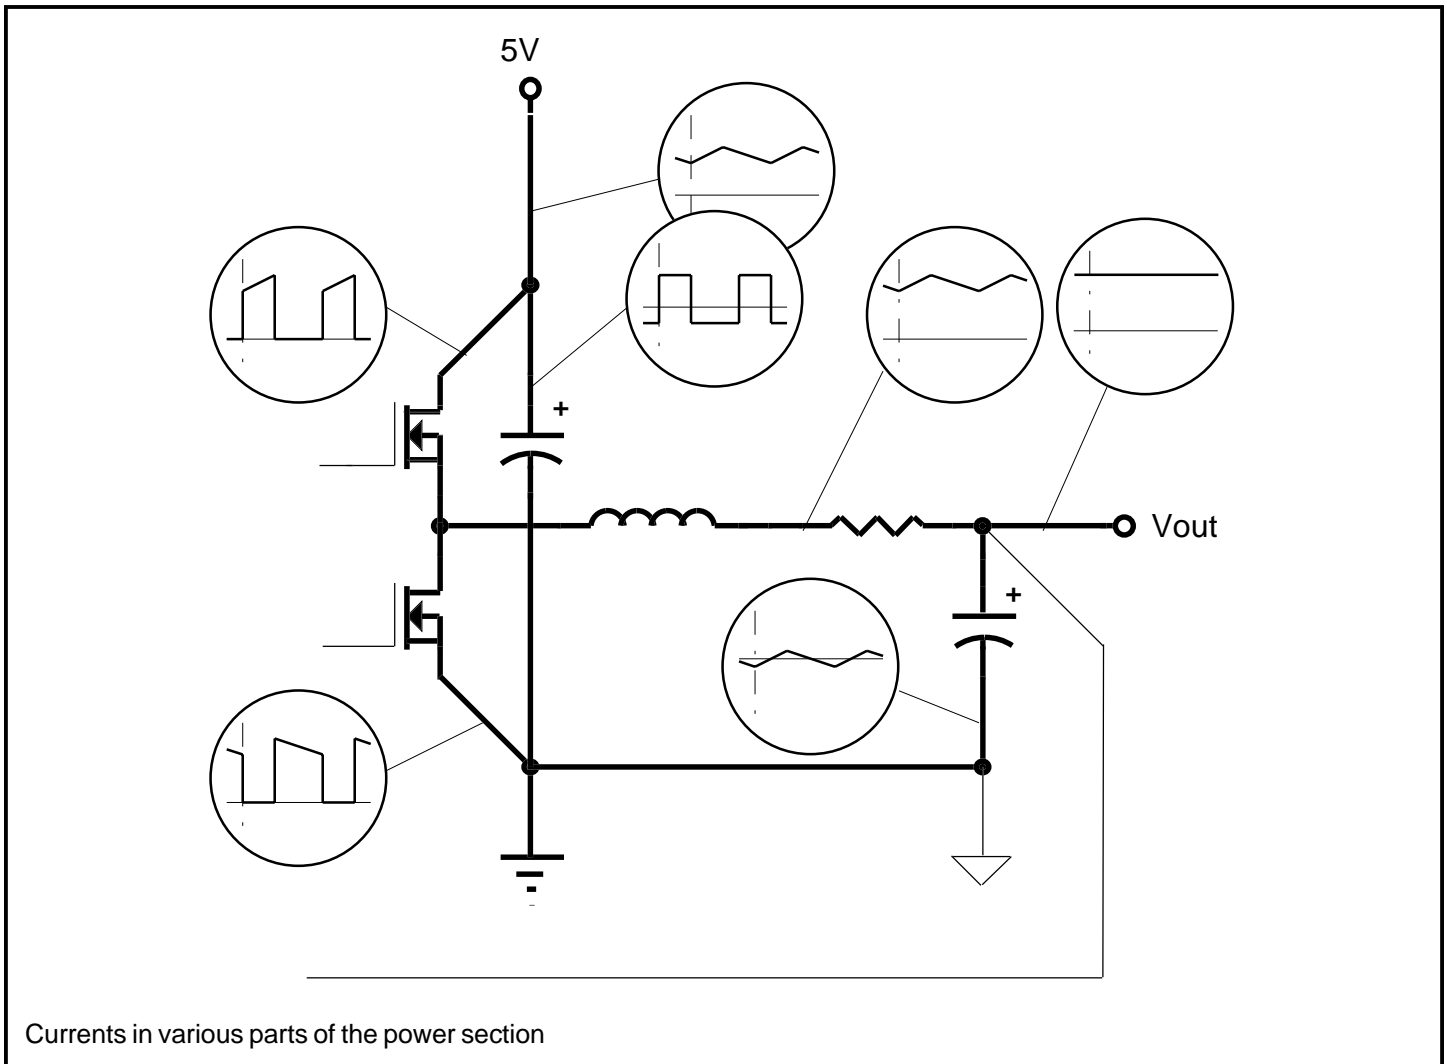 5V
+
Vout
+
Currents in various parts of the power section